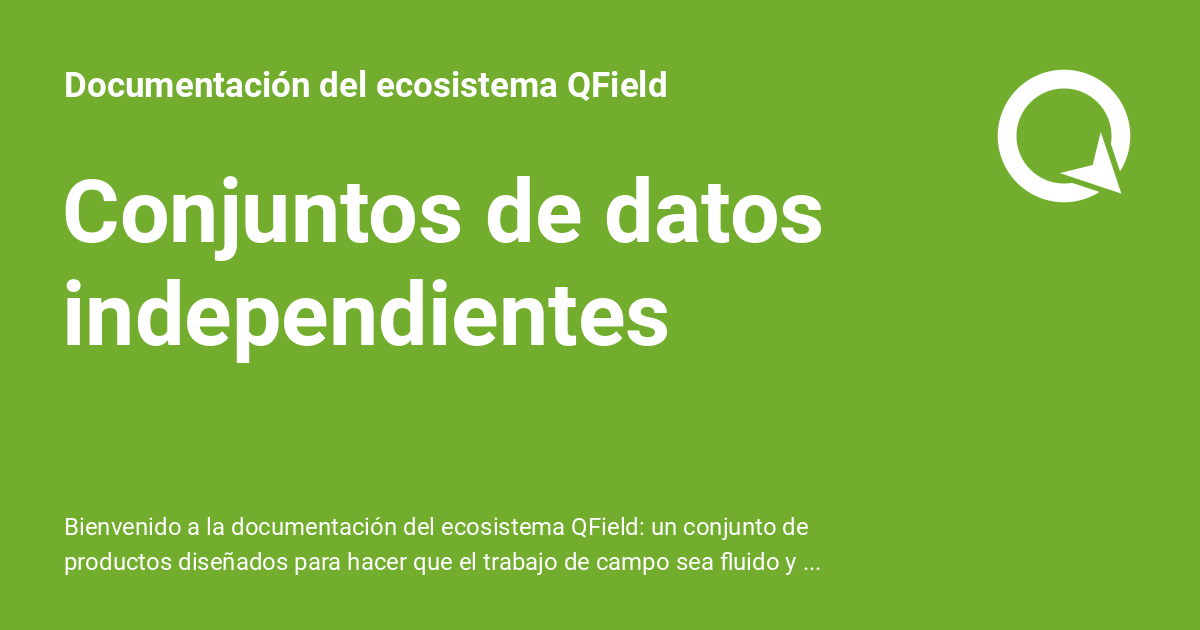 Documentación del ecosistema QField
Conjuntos de datos
independientes
Bienvenido a la documentación del ecosistema QField: un conjunto de
productos diseñados para hacer que el trabajo de campo sea fluido y ...